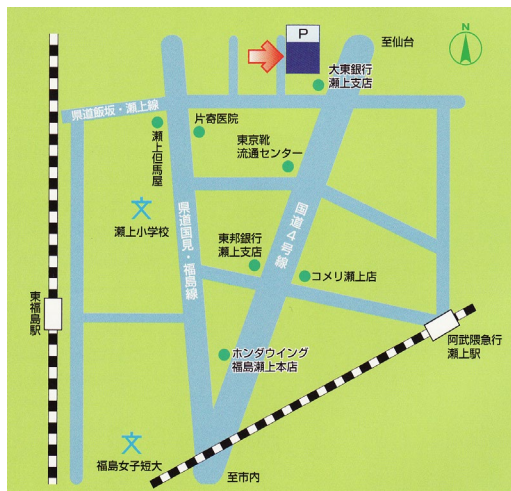 P
N
至仙台
大東銀行
瀬上支店
県道飯坂・瀬上線
片寄医院
瀬上但馬屋
東京靴
流通センター
文
瀬上小学校
県道国見・福島線
国道4号線
東邦銀行
瀬上支店
コメリ瀬上店
東福島駅
阿武隈急行
瀬上駅
ホンダウイング
福島瀬上本店
文
福島女子短大
至市内